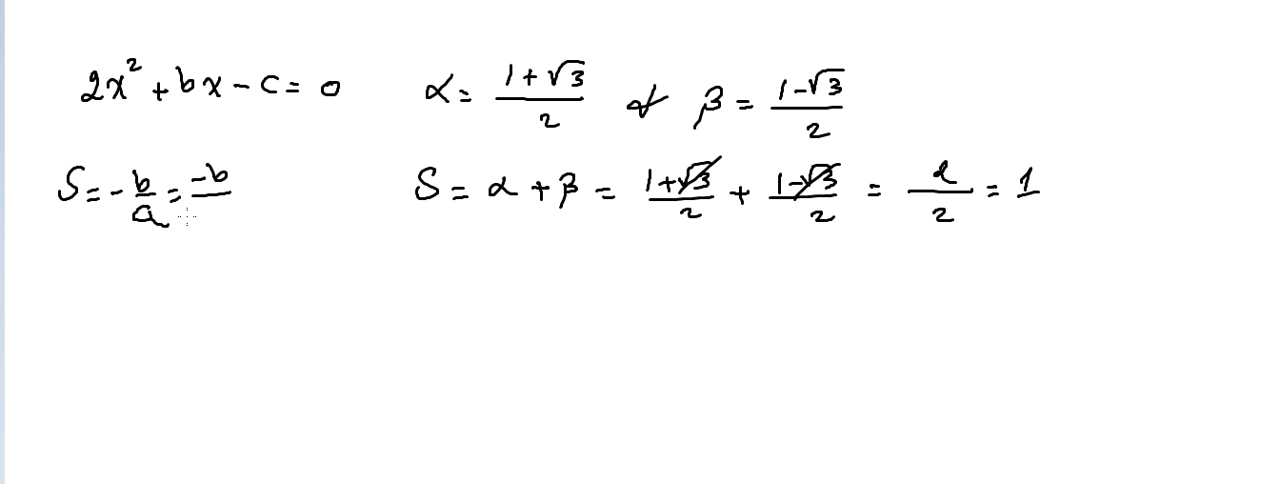 2x² + bx - c = 0 α = (1+√3)/2 & β = (1-√3)/2
S = -b/a = -b/ S = α + β = (1+√3)/2 + (1-√3)/2 = 2/2 = 1